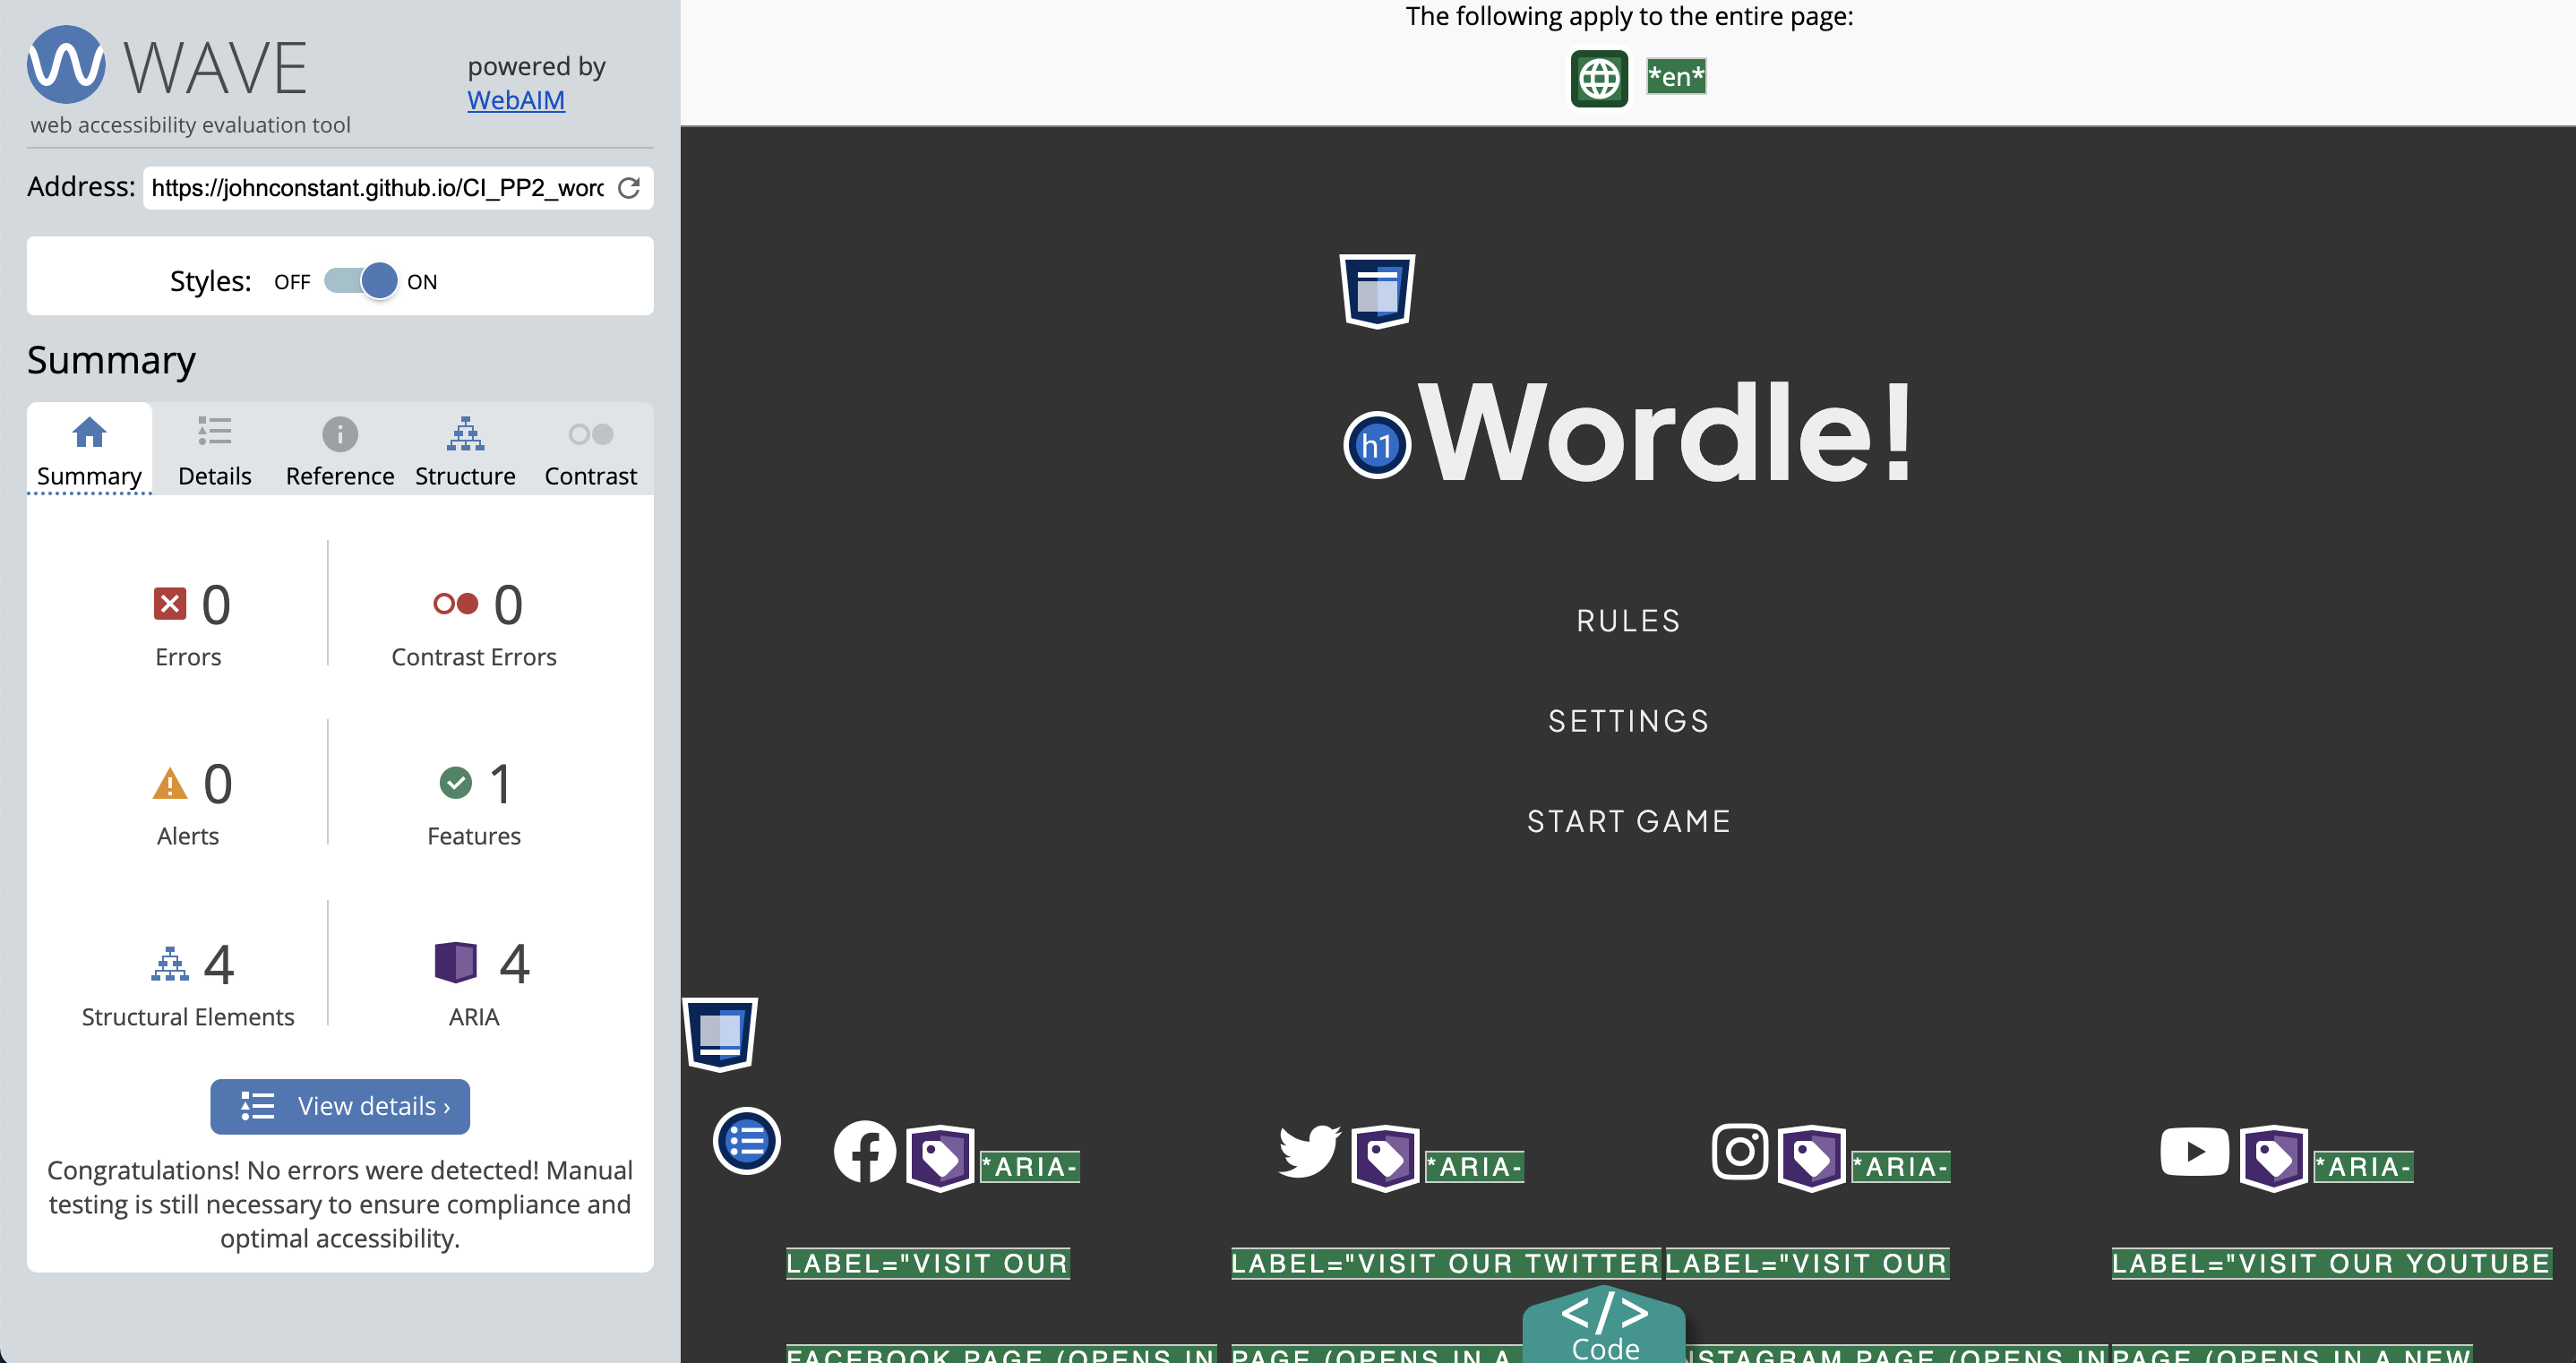 WAVE
powered by
WebAIM
web accessibility evaluation tool
Address: https://johnconstant.github.io/CI_PP2_word
Styles: OFF ON
Summary
Summary Details Reference Structure Contrast
0 0
Errors Contrast Errors
0 1
Alerts Features
4 4
Structural Elements ARIA
View details ›
Congratulations! No errors were detected! Manual
testing is still necessary to ensure compliance and
optimal accessibility.
The following apply to the entire page:
*en*
h1 Wordle!
RULES
SETTINGS
START GAME
*ARIA- *ARIA- *ARIA- *ARIA-
LABEL="VISIT OUR LABEL="VISIT OUR TWITTER LABEL="VISIT OUR LABEL="VISIT OUR YOUTUBE
</>
Code
FACEBOOK PAGE (OPENS IN PAGE (OPENS IN A INSTAGRAM PAGE (OPENS IN PAGE (OPENS IN A NEW